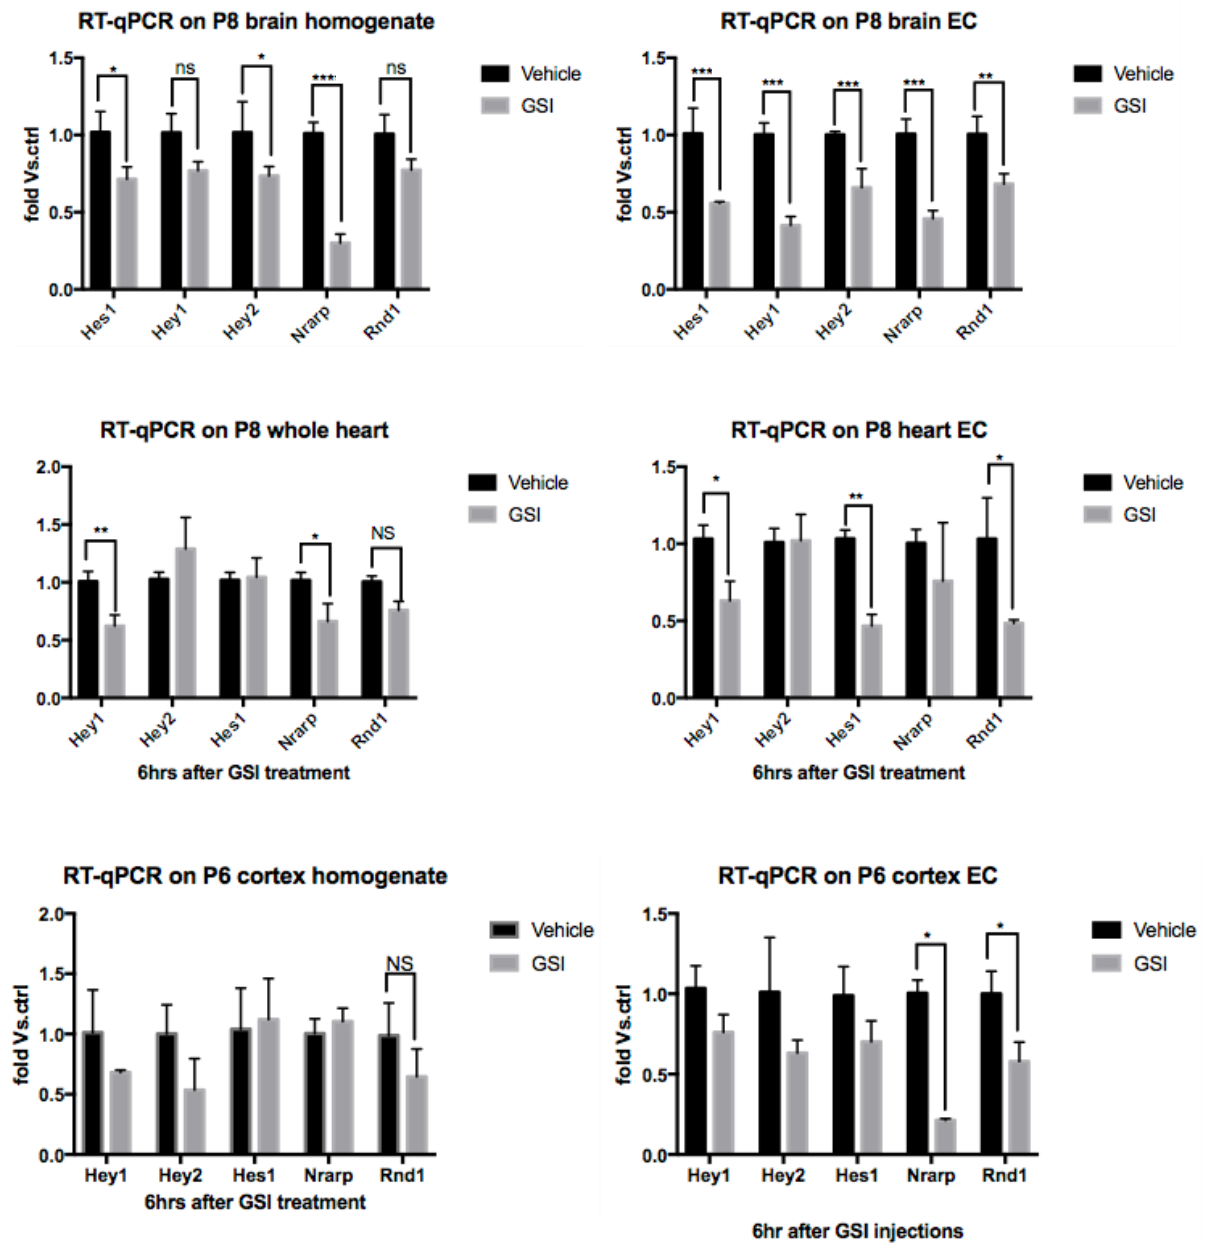 RT-qPCR on P8 brain homogenate
fold Vs.ctrl
1.5
1.0
0.5
0.0
*
ns
*
***
ns
Hes1
Hey1
Hey2
Nrarp
Rnd1
Vehicle
GSI
RT-qPCR on P8 brain EC
fold Vs.ctrl
1.5
1.0
0.5
0.0
***
***
***
***
**
Hes1
Hey1
Hey2
Nrarp
Rnd1
Vehicle
GSI
RT-qPCR on P8 whole heart
2.0
1.5
1.0
0.5
0.0
**
*
NS
Hey1
Hey2
Hes1
Nrarp
Rnd1
6hrs after GSI treatment
Vehicle
GSI
RT-qPCR on P8 heart EC
1.5
1.0
0.5
0.0
*
**
*
Hey1
Hey2
Hes1
Nrarp
Rnd1
6hrs after GSI treatment
Vehicle
GSI
RT-qPCR on P6 cortex homogenate
fold Vs.ctrl
2.0
1.5
1.0
0.5
0.0
NS
Hey1
Hey2
Hes1
Nrarp
Rnd1
6hrs after GSI treatment
Vehicle
GSI
RT-qPCR on P6 cortex EC
fold Vs.ctrl
1.5
1.0
0.5
0.0
*
*
Hey1
Hey2
Hes1
Nrarp
Rnd1
6hr after GSI injections
Vehicle
GSI